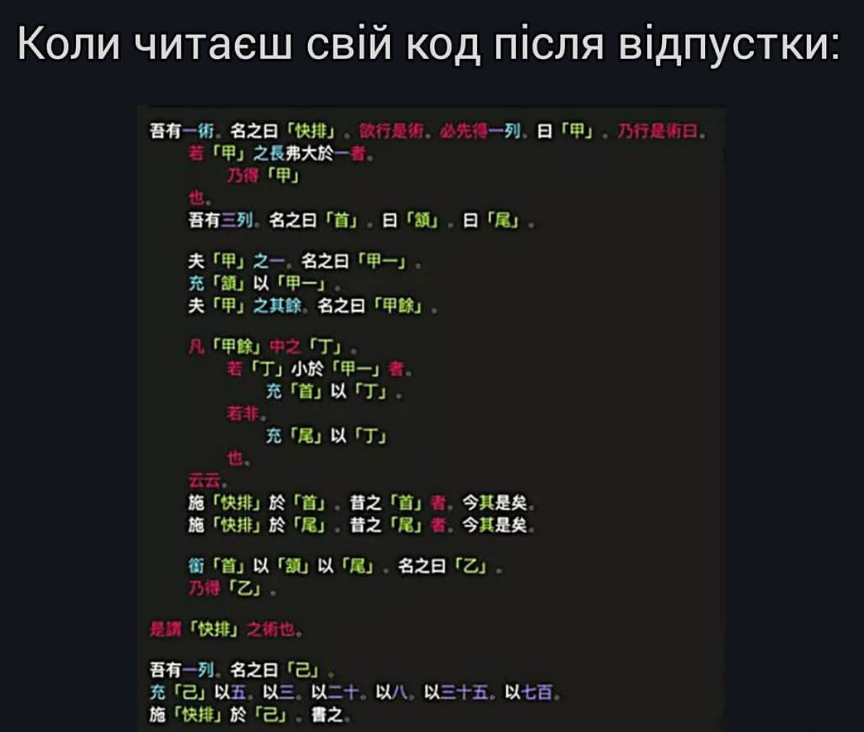 Коли читаєш свій код після відпустки:
吾有一術。名之曰「快排」。欲行是術。必先得一列。曰「甲」。乃行是術曰。
若「甲」之長弗大於一者。
乃得「甲」
也。
吾有三列。名之曰「首」。曰「頷」。曰「尾」。
夫「甲」之一。名之曰「甲一」。
充「頷」以「甲一」。
夫「甲」之其餘。名之曰「甲餘」。
凡「甲餘」中之「丁」。
若「丁」小於「甲一」者。
充「首」以「丁」。
若非。
充「尾」以「丁」
也。
云云。
施「快排」於「首」。昔之「首」者。今其是矣。
施「快排」於「尾」。昔之「尾」者。今其是矣。
銜「首」以「頷」以「尾」。名之曰「乙」。
乃得「乙」。
是謂「快排」之術也。
吾有一列。名之曰「己」。
充「己」以五。以三。以二十。以八。以三十五。以七百。
施「快排」於「己」。書之。